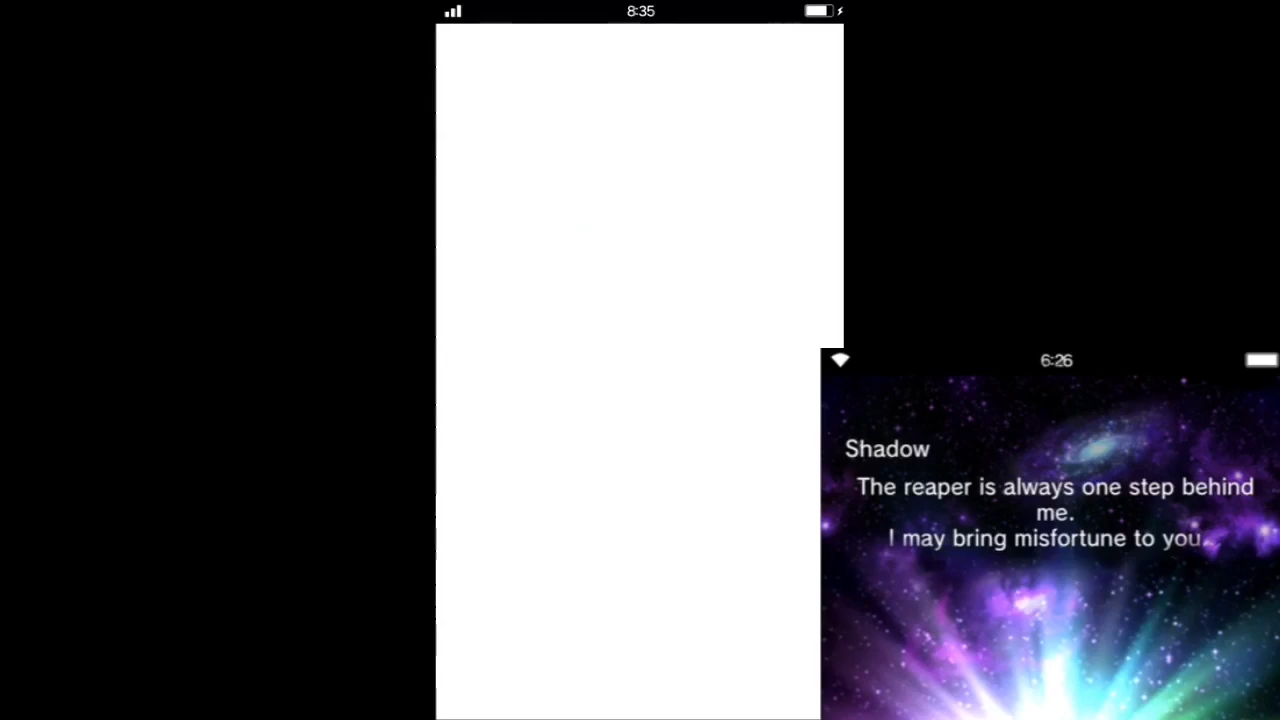 8:35
6:26
Shadow
The reaper is always one step behind
me.
I may bring misfortune to you.